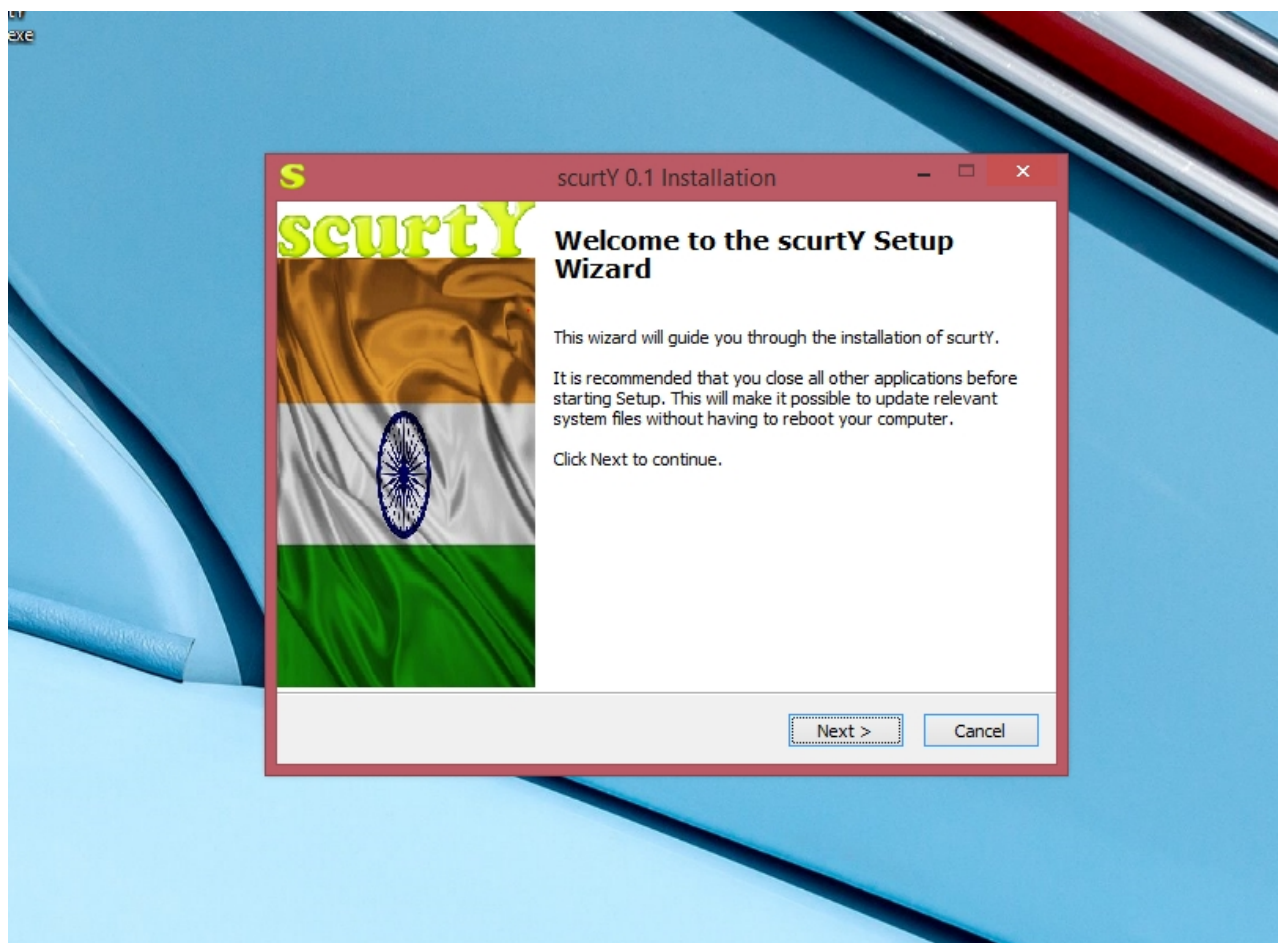 exe
S
scurtY 0.1 Installation
scurtY
Welcome to the scurtY Setup
Wizard
This wizard will guide you through the installation of scurtY.
It is recommended that you close all other applications before
starting Setup. This will make it possible to update relevant
system files without having to reboot your computer.
Click Next to continue.
Next >
Cancel